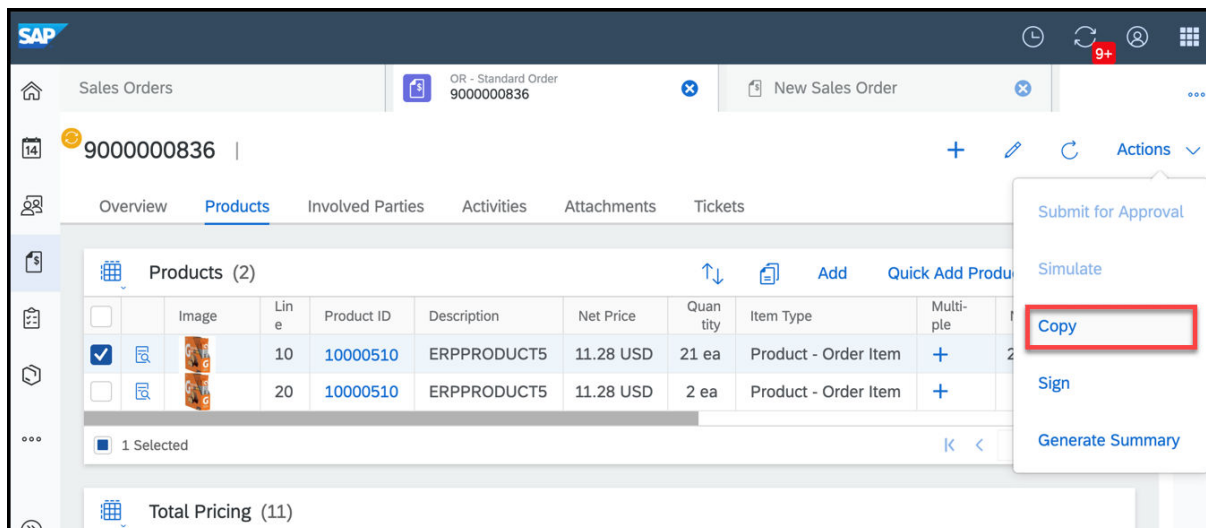 SAP
9+
Sales Orders
OR - Standard Order
9000000836
New Sales Order
14
9000000836 |
Actions
Overview Products Involved Parties Activities Attachments Tickets
Submit for Approval
Simulate
Copy
Sign
Generate Summary
Products (2)
Add Quick Add Produ
Image Lin
e Product ID Description Net Price Quan
tity Item Type Multi-
ple
10 10000510 ERPPRODUCT5 11.28 USD 21 ea Product - Order Item + 2
20 10000510 ERPPRODUCT5 11.28 USD 2 ea Product - Order Item +
1 Selected
Total Pricing (11)